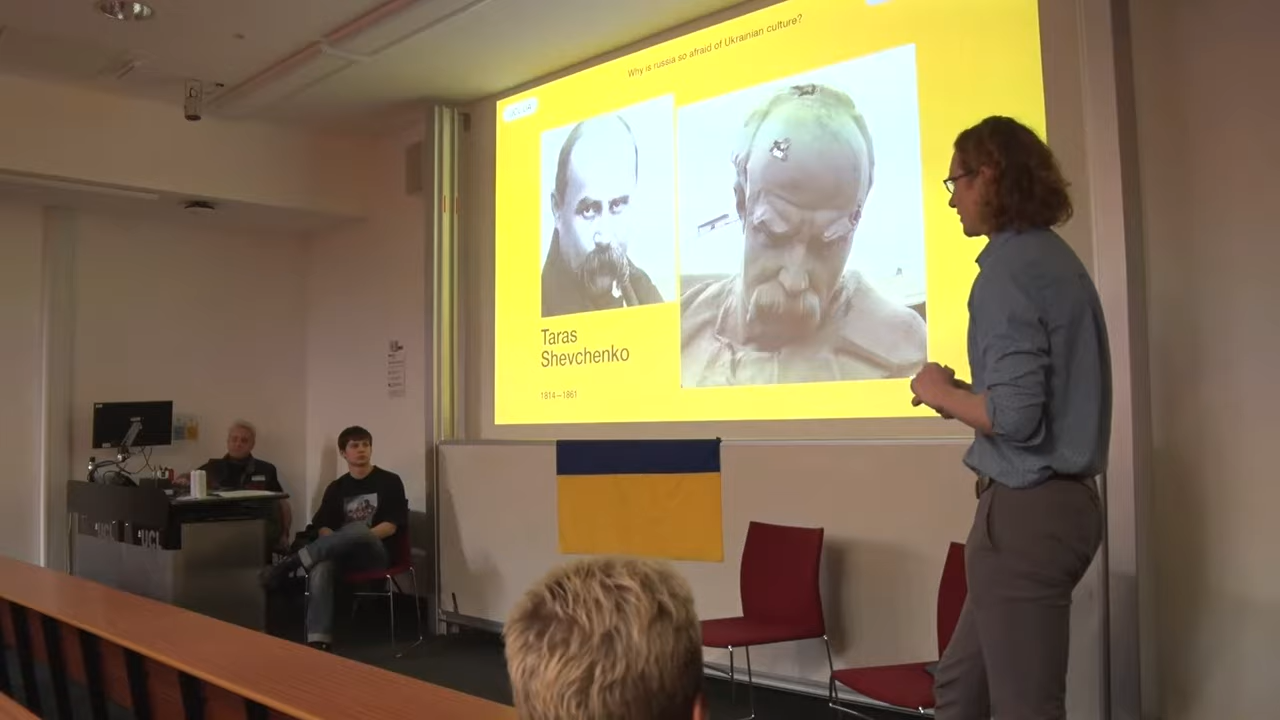 Why is russia so afraid of Ukrainian culture?
Taras
Shevchenko
1814–1861
UCL
UCL